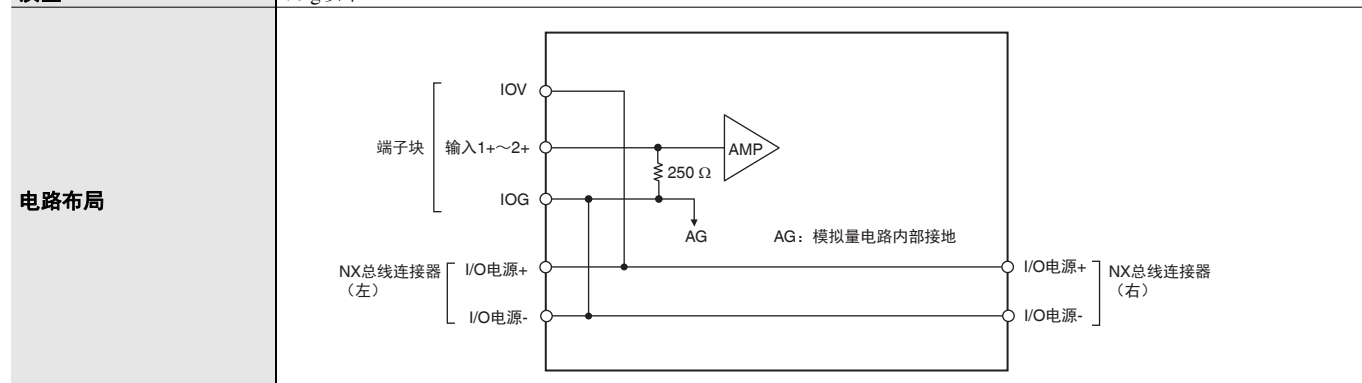 电路布局
IOV
端子块
输入1+~2+
AMP
250 Ω
IOG
AG
AG：模拟量电路内部接地
NX总线连接器
（左）
I/O电源+
I/O电源-
I/O电源+
I/O电源-
NX总线连接器
（右）